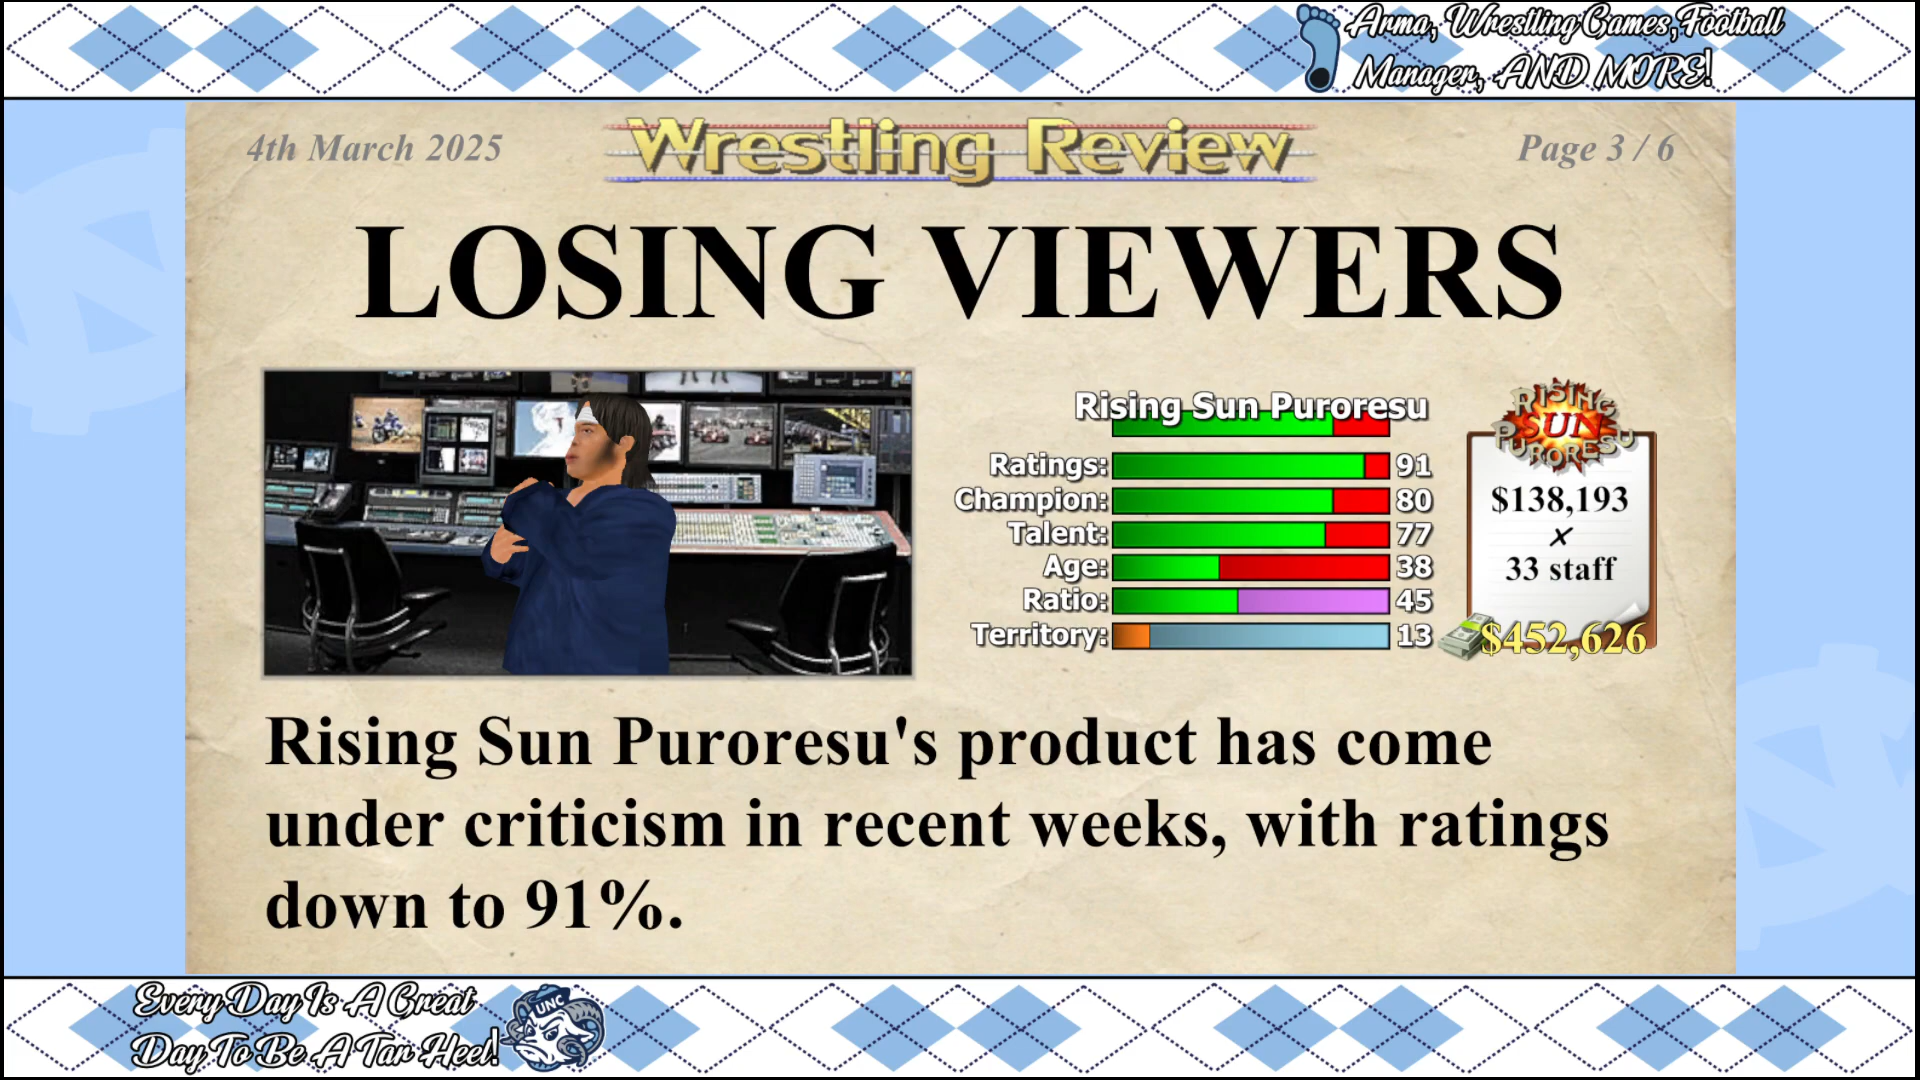 Arma, Wrestling Games, Football
Manager, AND MORE!
4th March 2025
Wrestling Review
Page 3 / 6
LOSING VIEWERS
Rising Sun Puroresu
Ratings: 91
Champion: 80
Talent: 77
Age: 38
Ratio: 45
Territory: 13
RISING
SUN
PURORESU
$138,193
x
33 staff
$452,626
Rising Sun Puroresu's product has come
under criticism in recent weeks, with ratings
down to 91%.
Every Day Is A Great
Day To Be A Tar Heel!
UNC